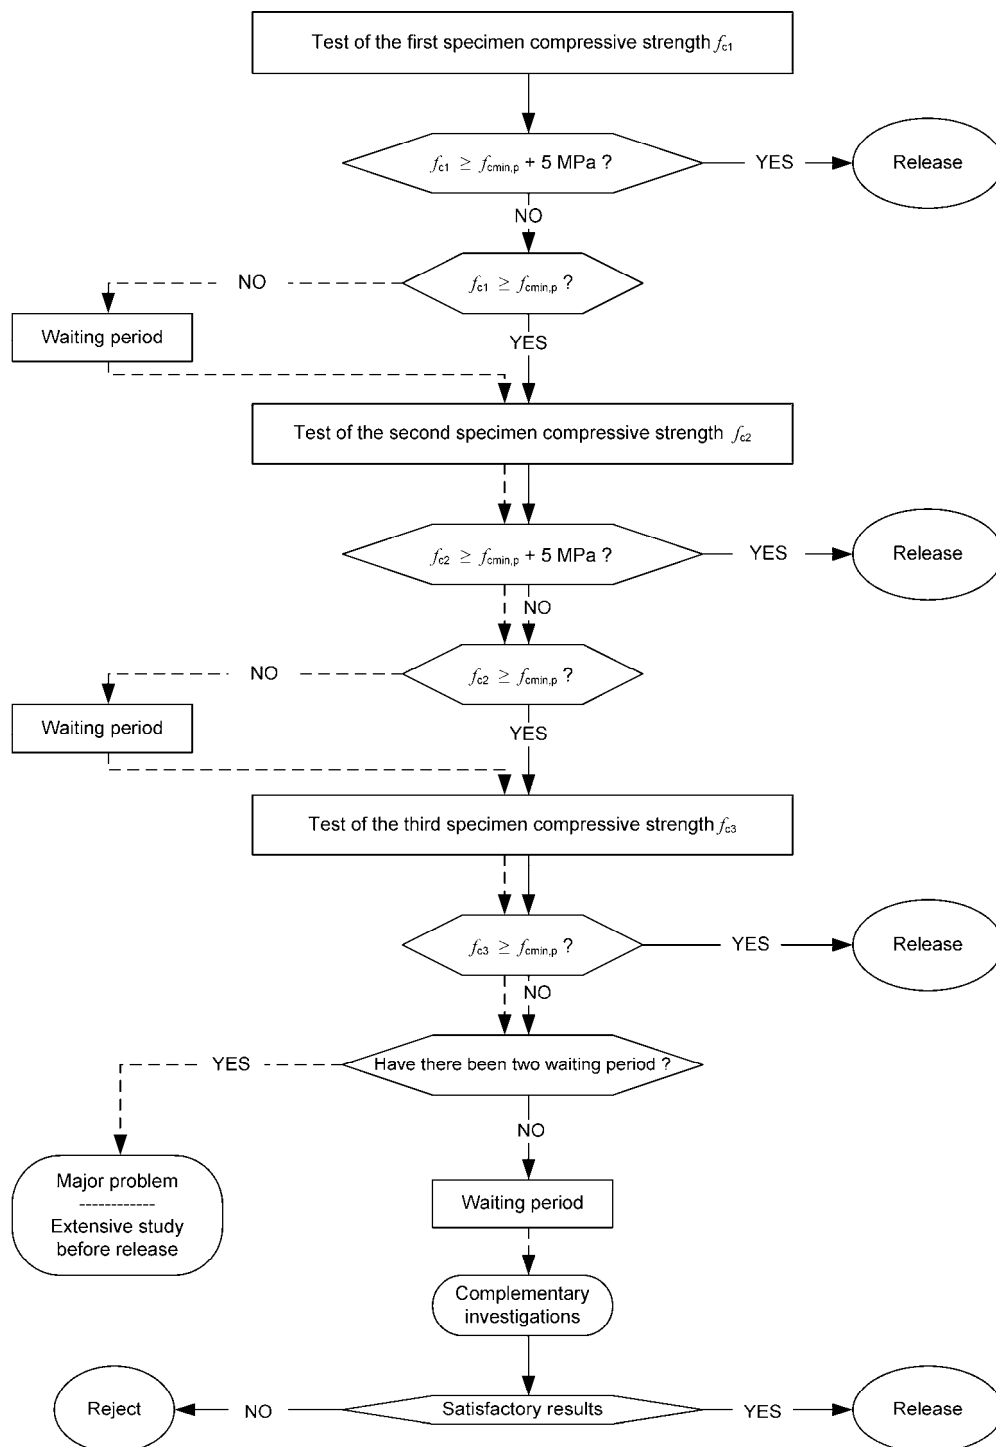 Test of the first specimen compressive strength fc1
fc1 ≥ fcmin,p + 5 MPa ?
YES
Release
NO
fc1 ≥ fcmin,p ?
NO
Waiting period
YES
Test of the second specimen compressive strength fc2
fc2 ≥ fcmin,p + 5 MPa ?
YES
Release
NO
fc2 ≥ fcmin,p ?
NO
Waiting period
YES
Test of the third specimen compressive strength fc3
fc3 ≥ fcmin,p ?
YES
Release
NO
Have there been two waiting period ?
YES
NO
Major problem
------------
Extensive study
before release
Waiting period
Complementary
investigations
Reject
NO
Satisfactory results
YES
Release